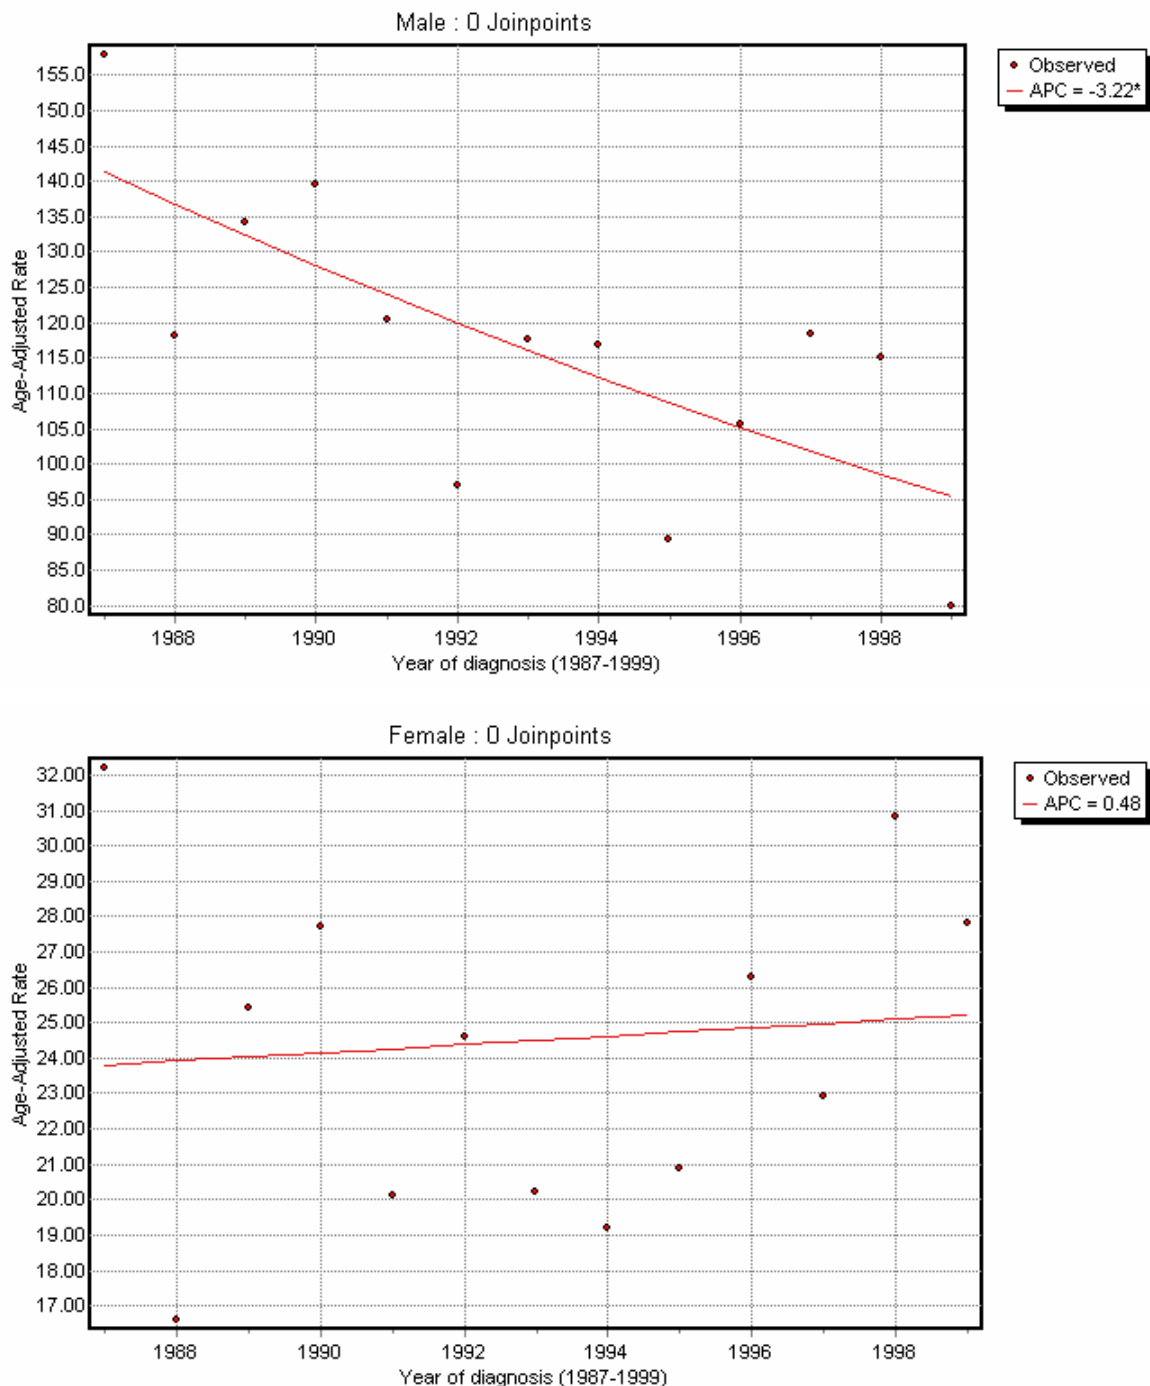 Male : 0 Joinpoints
Observed
APC = -3.22*
155.0
150.0
145.0
140.0
135.0
130.0
125.0
120.0
115.0
110.0
105.0
100.0
95.0
90.0
85.0
80.0
Age-Adjusted Rate
1988 1990 1992 1994 1996 1998
Year of diagnosis (1987-1999)
Female : 0 Joinpoints
Observed
APC = 0.48
32.00
31.00
30.00
29.00
28.00
27.00
26.00
25.00
24.00
23.00
22.00
21.00
20.00
19.00
18.00
17.00
Age-Adjusted Rate
1988 1990 1992 1994 1996 1998
Year of diagnosis (1987-1999)